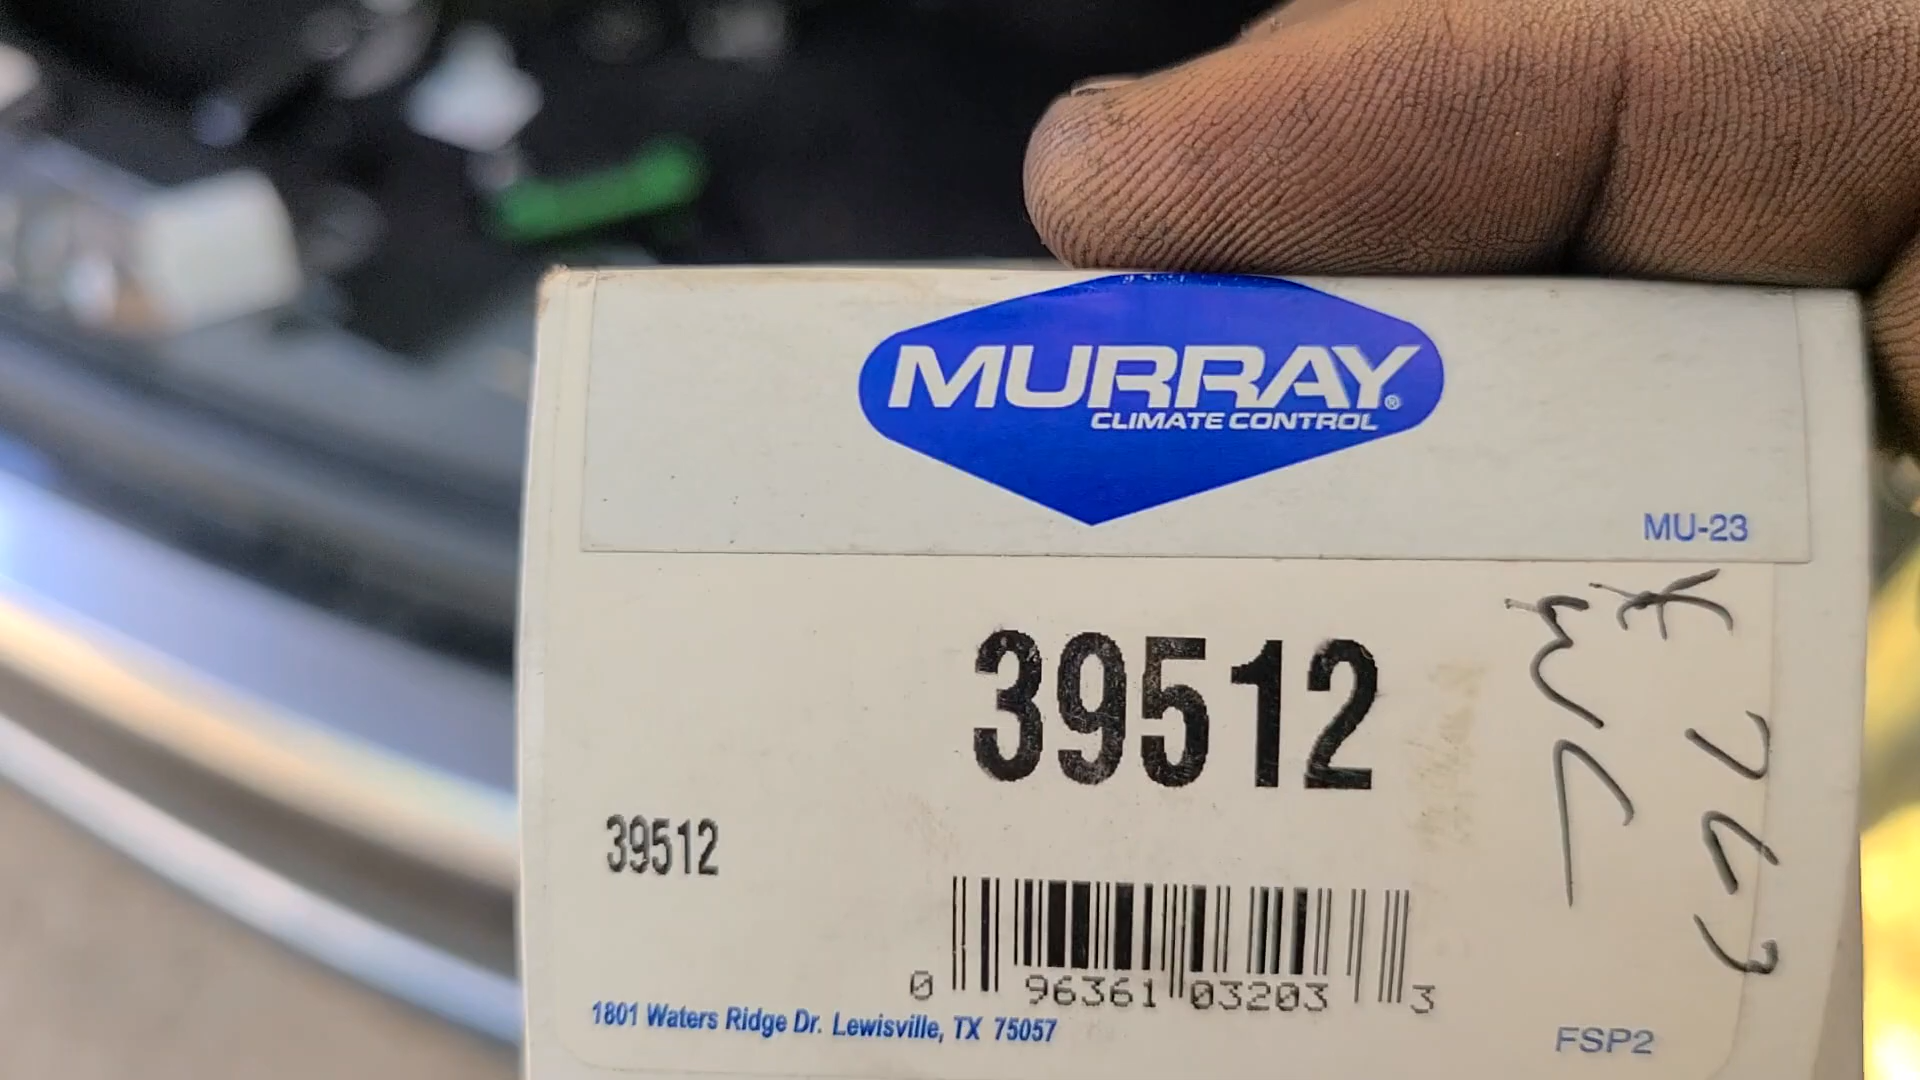 MURRAY®
CLIMATE CONTROL
MU-23
39512
39512
0 96361 03203 3
1801 Waters Ridge Dr. Lewisville, TX 75057
FSP2